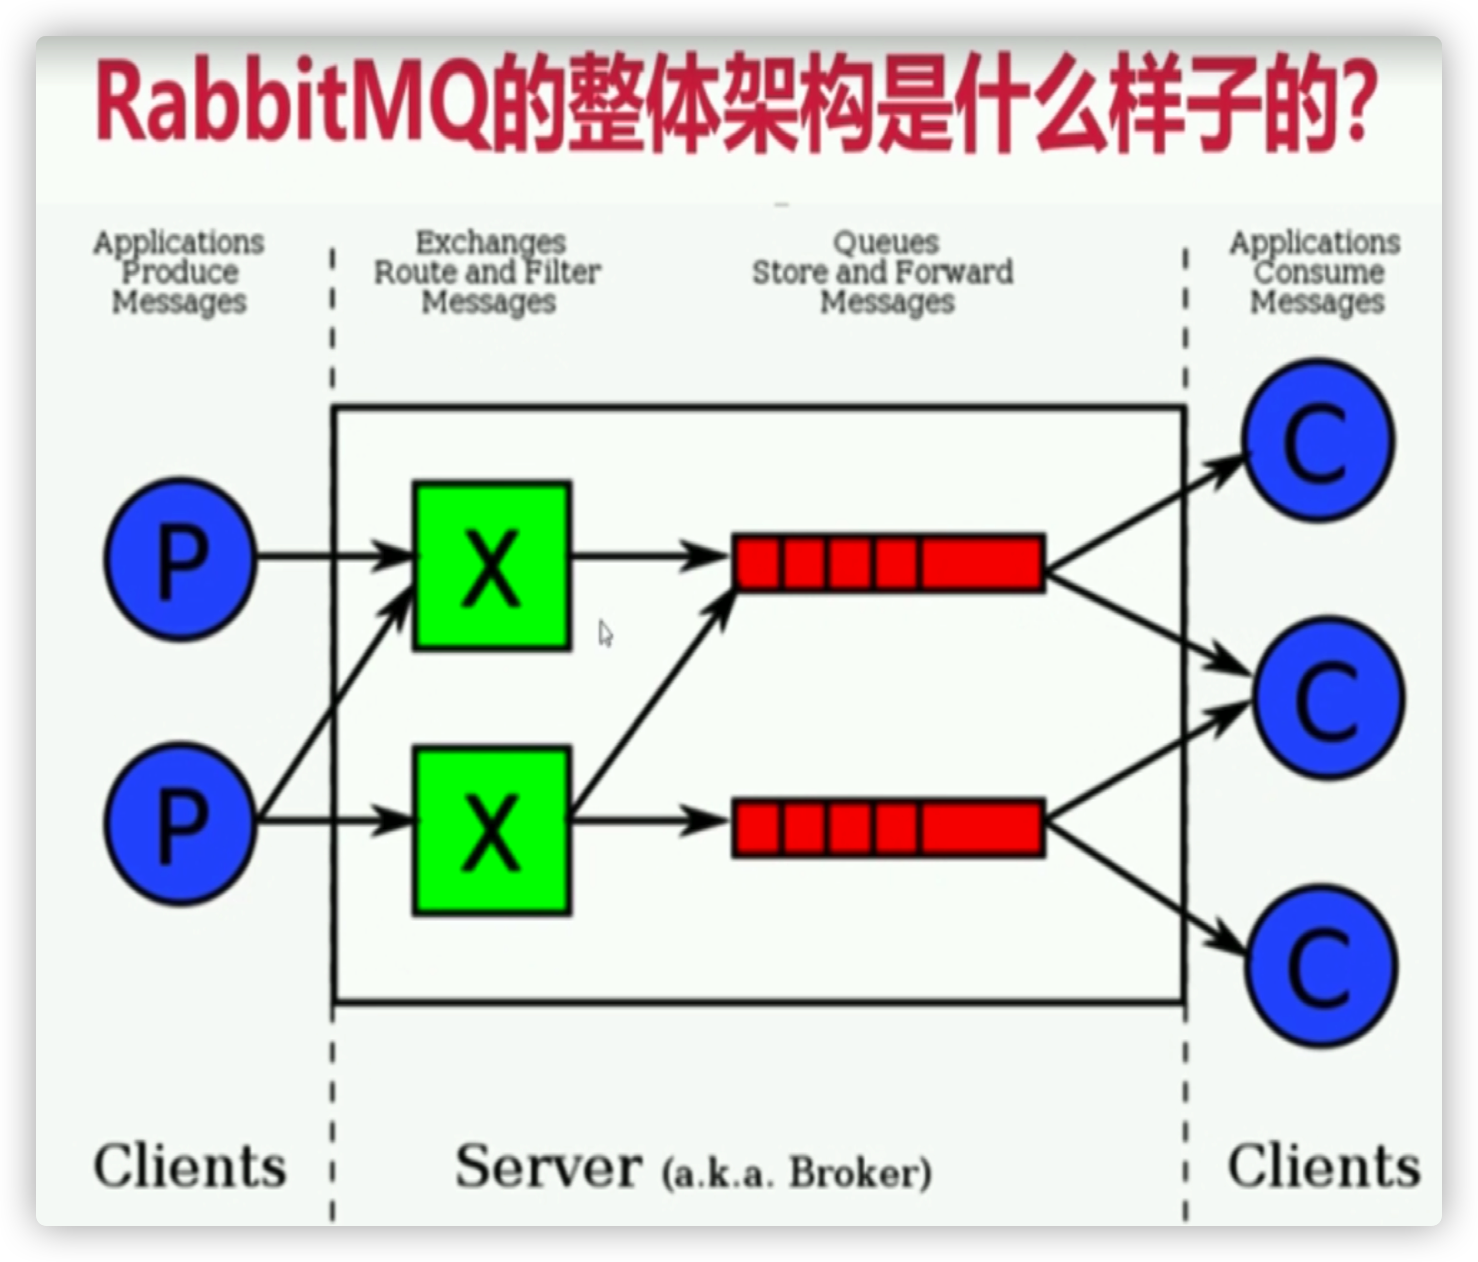 RabbitMQ的整体架构是什么样子的?
Applications
Produce
Messages
Exchanges
Route and Filter
Messages
Queues
Store and Forward
Messages
Applications
Consume
Messages
P
X
C
C
P
X
C
Clients
Server (a.k.a. Broker)
Clients